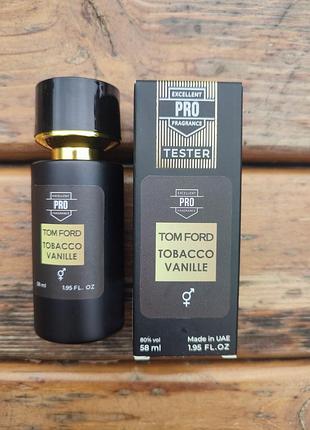 EXCELLENT
PRO
FRAGRANCE
TOM FORD
TOBACCO
VANILLE
58 ml 1.95 FL. OZ
EXCELLENT
PRO
FRAGRANCE
TESTER
EXCELLENT
PRO
FRAGRANCE
TOM FORD
TOBACCO
VANILLE
80% vol Made in UAE
58 ml 1.95 FL.OZ